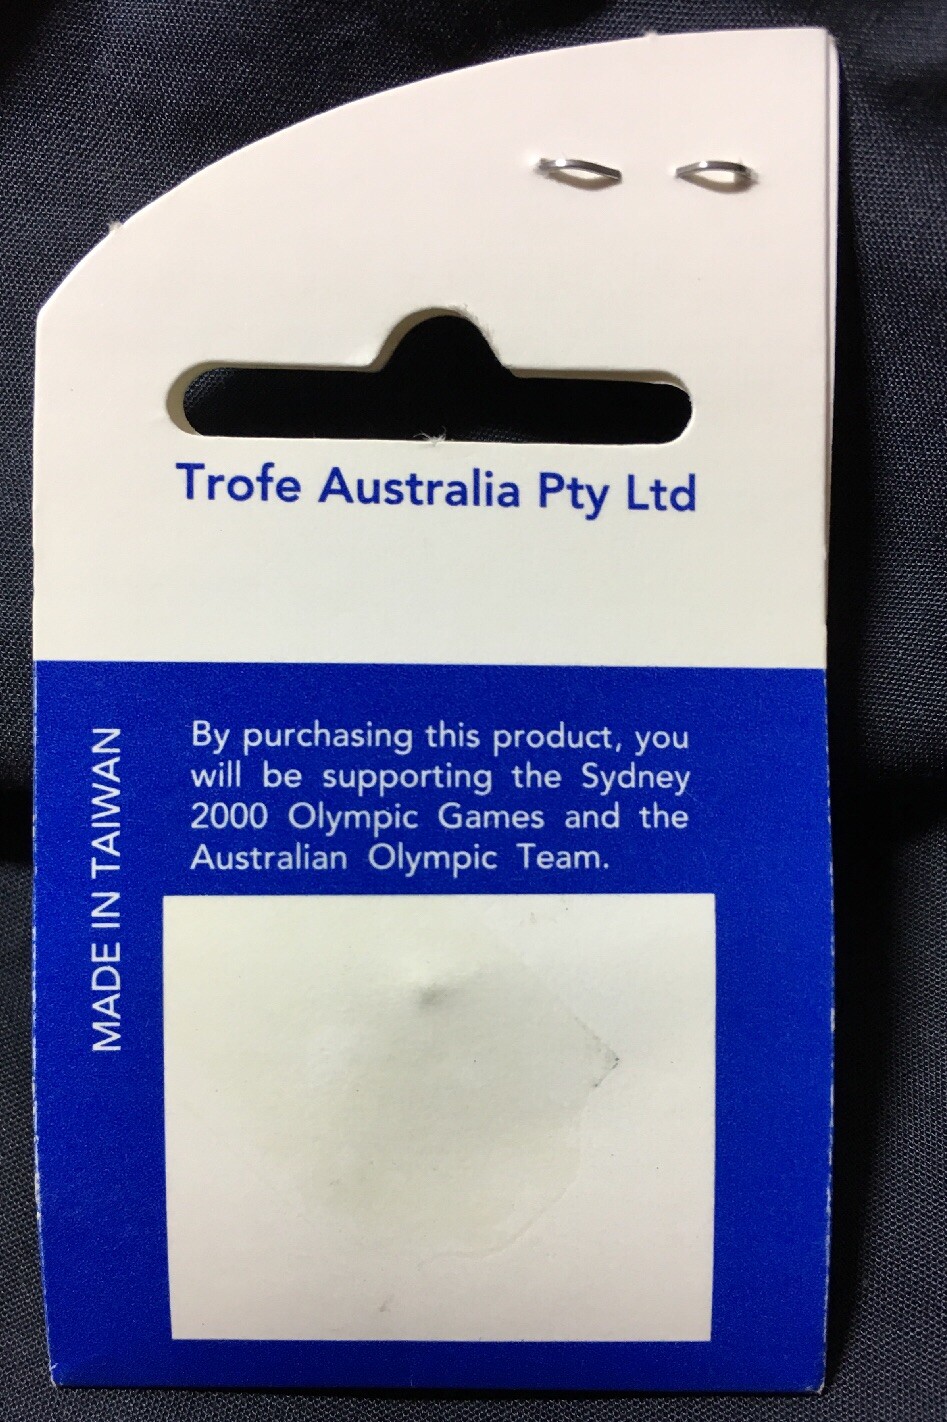 Trofe Australia Pty Ltd
MADE IN TAIWAN
By purchasing this product, you
will be supporting the Sydney
2000 Olympic Games and the
Australian Olympic Team.